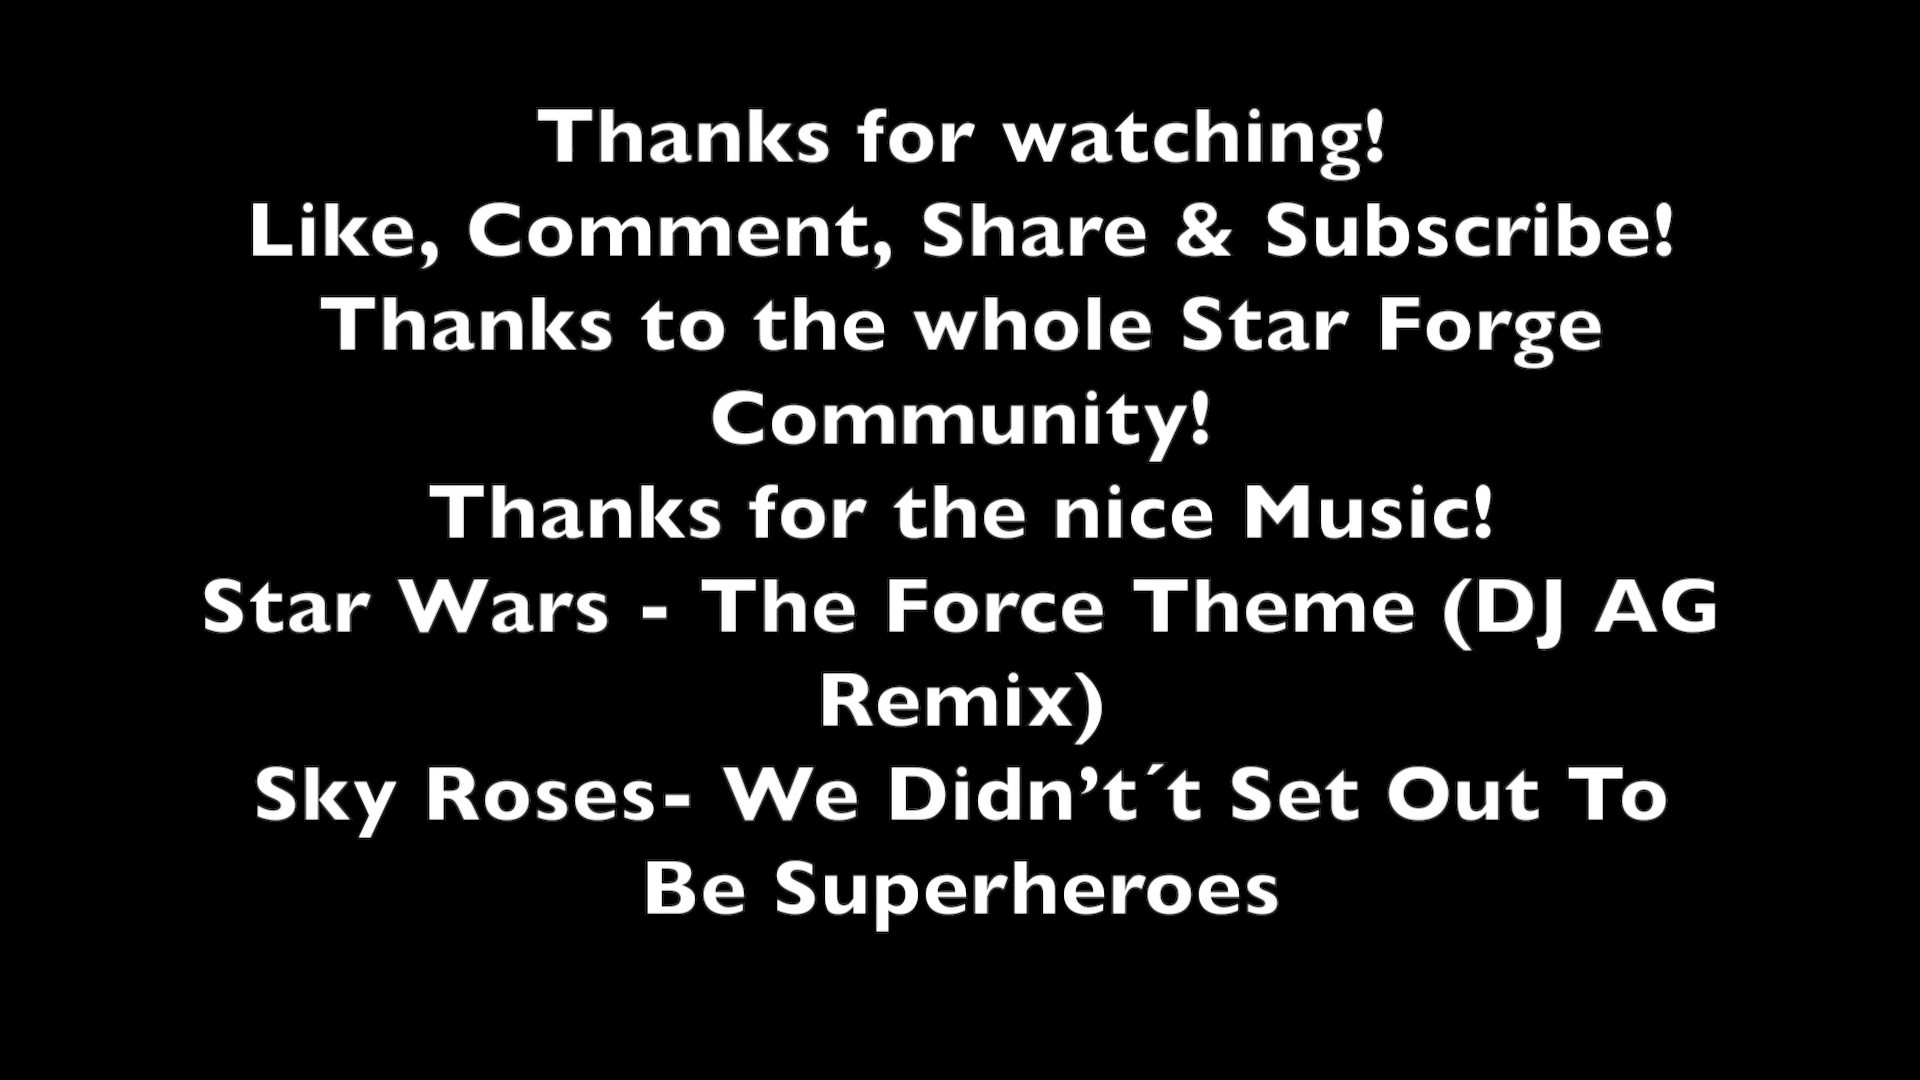 Thanks for watching!
Like, Comment, Share & Subscribe!
Thanks to the whole Star Forge
Community!
Thanks for the nice Music!
Star Wars - The Force Theme (DJ AG
Remix)
Sky Roses- We Didn’t´t Set Out To
Be Superheroes